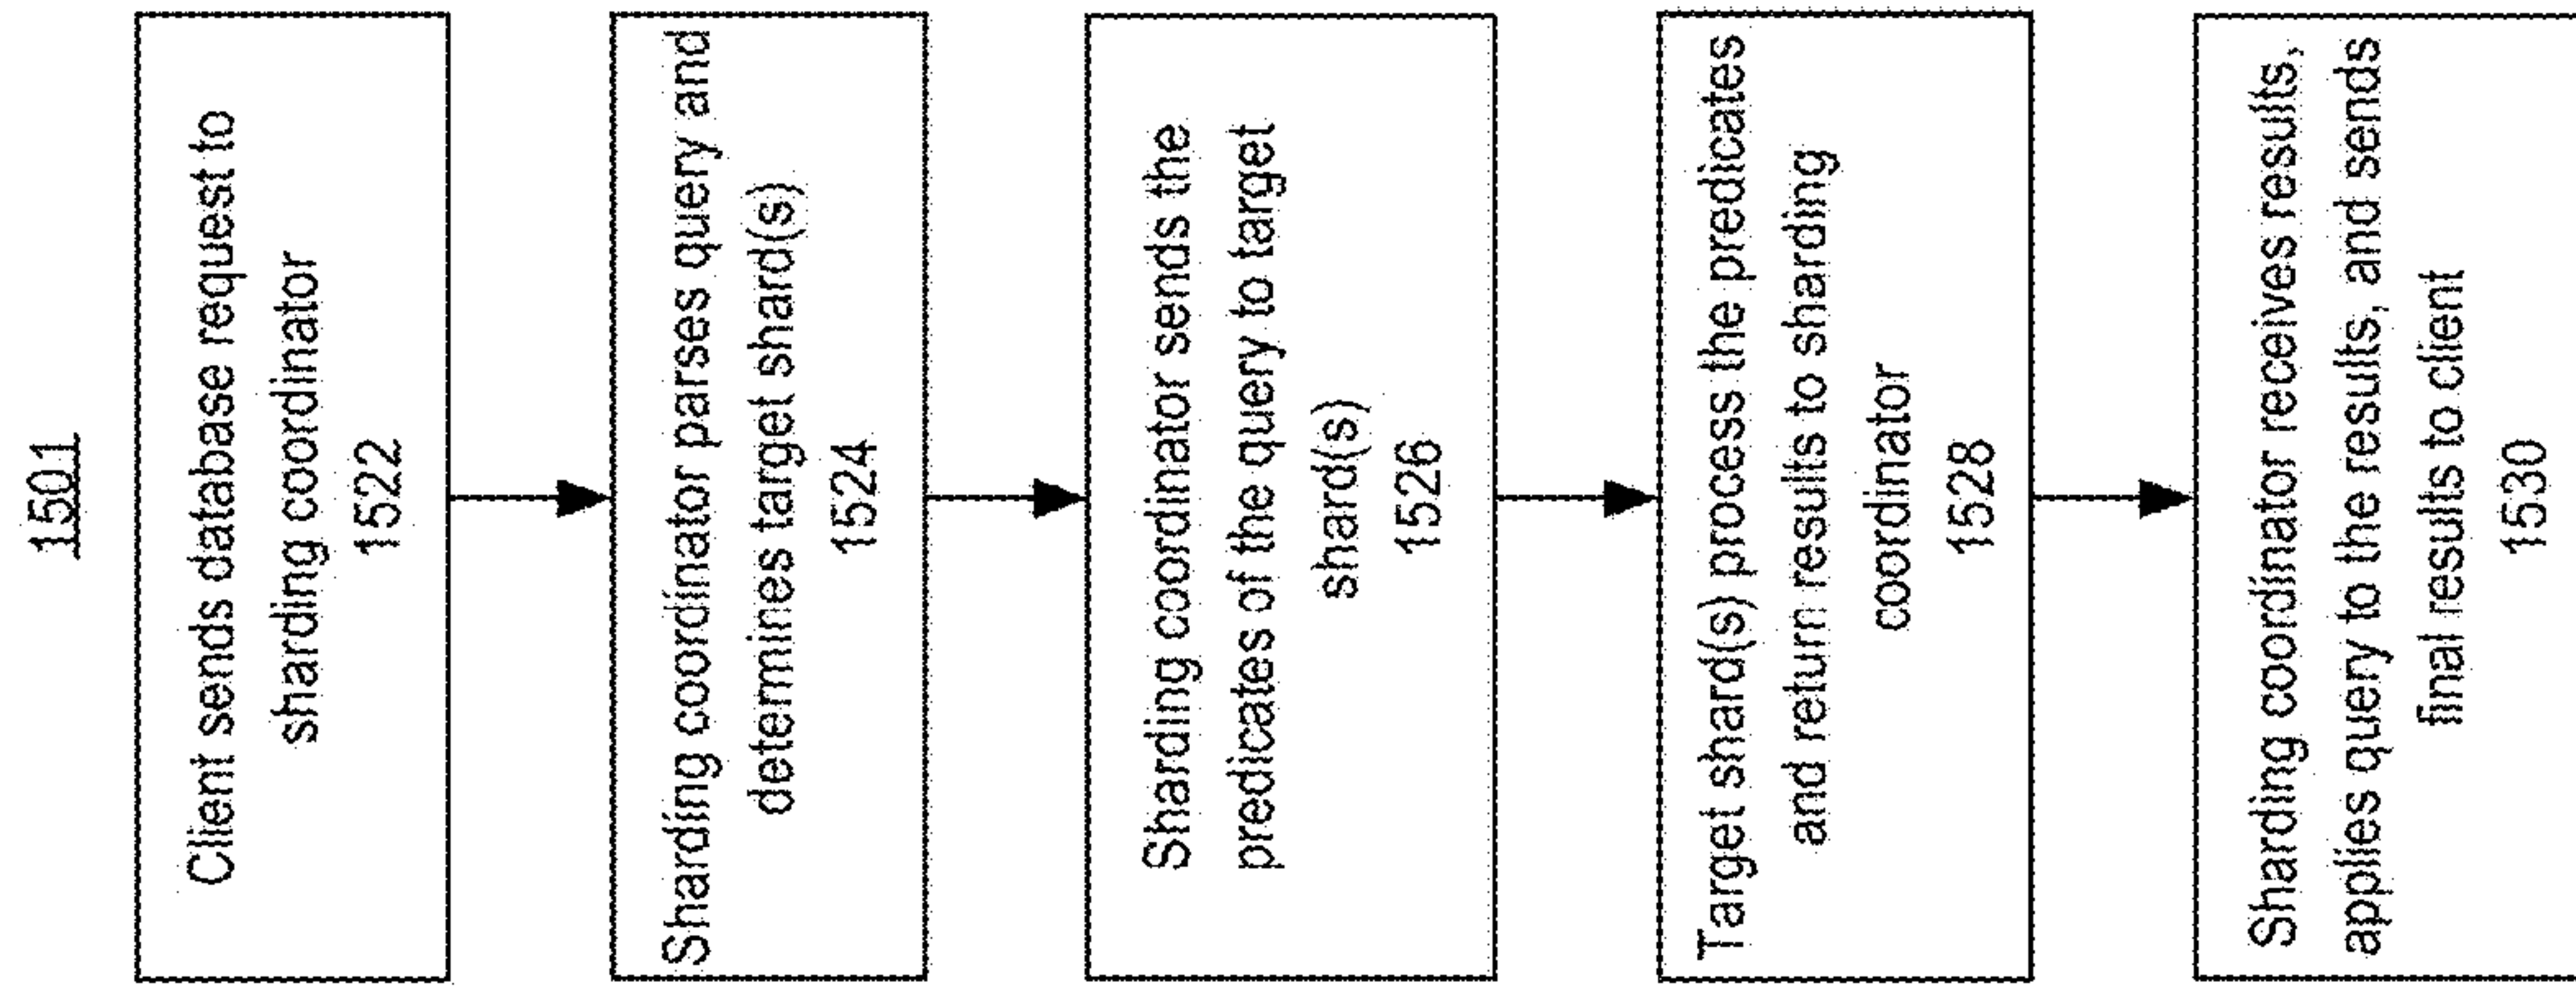 1501
Client sends database request to
sharding coordinator
1522
Sharding coordinator parses query and
determines target shard(s)
1524
Sharding coordinator sends the
predicates of the query to target
shard(s)
1526
Target shard(s) process the predicates
and return results to sharding
coordinator
1528
Sharding coordinator receives results,
applies query to the results, and sends
final results to client
1530